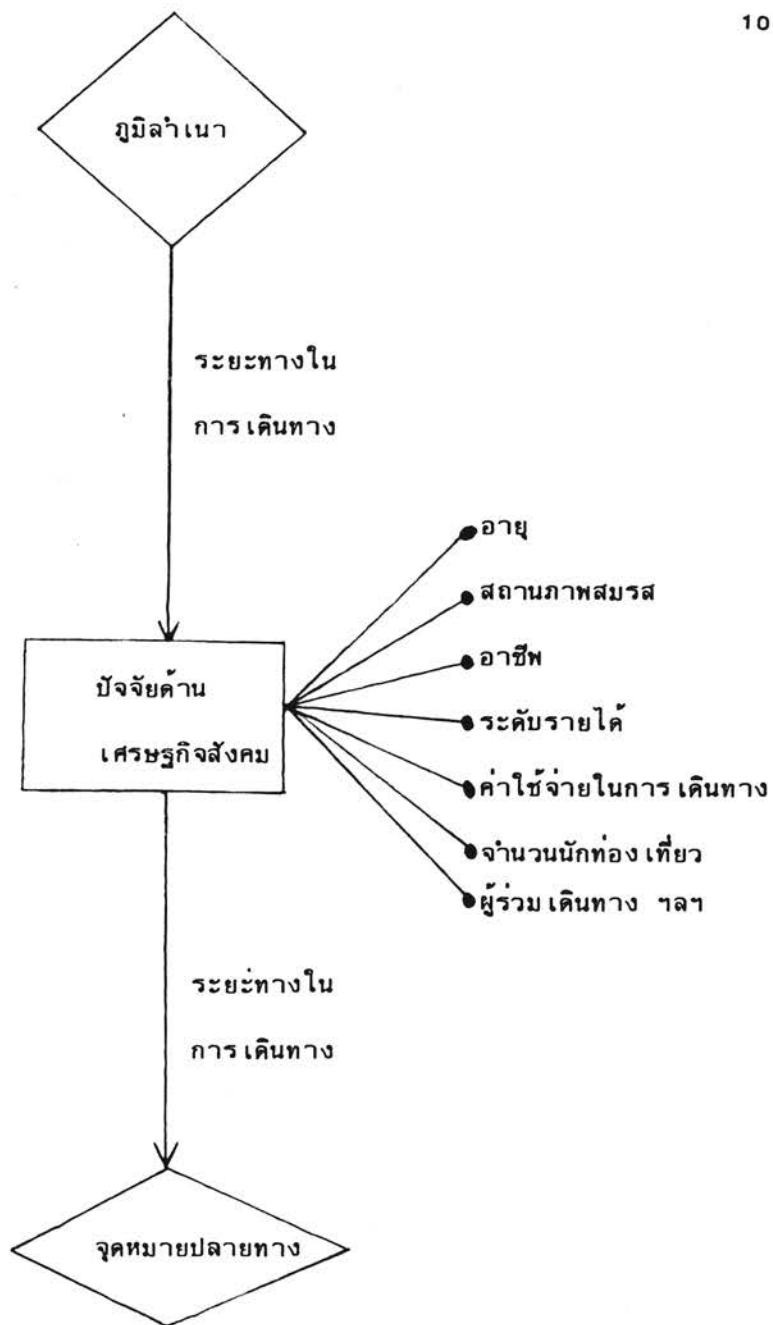 10
ภูมิลำเนา
ระยะทางใน
การเดินทาง
อายุ
สถานภาพสมรส
อาชีพ
ระดับรายได้
ค่าใช้จ่ายในการเดินทาง
จำนวนนักท่องเที่ยว
ผู้ร่วมเดินทาง ฯลฯ
ปัจจัยด้าน
เศรษฐกิจสังคม
ระยะทางใน
การเดินทาง
จุดหมายปลายทาง